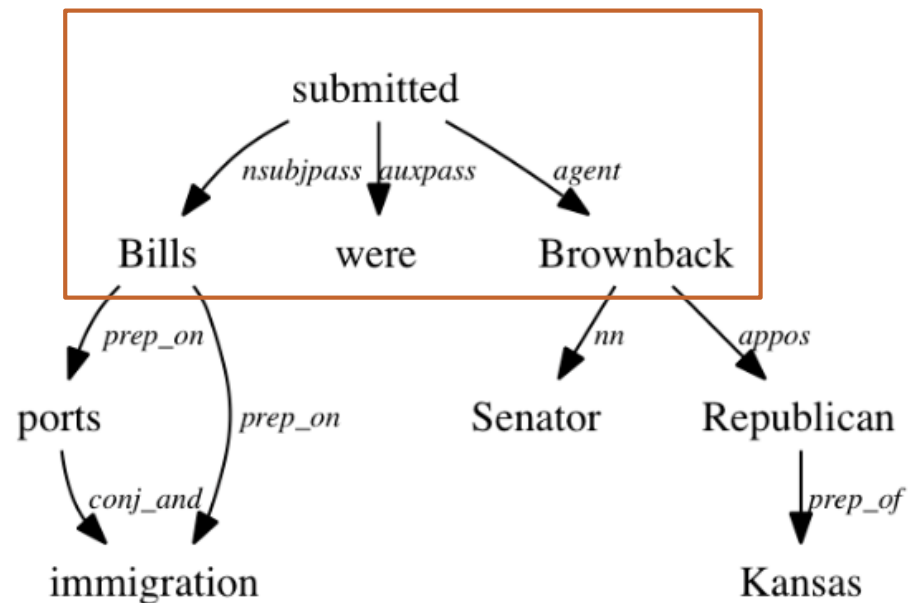 submitted
nsubjpass auxpass agent
Bills were Brownback
prep_on nn appos
ports prep_on Senator Republican
conj_and prep_of
immigration Kansas